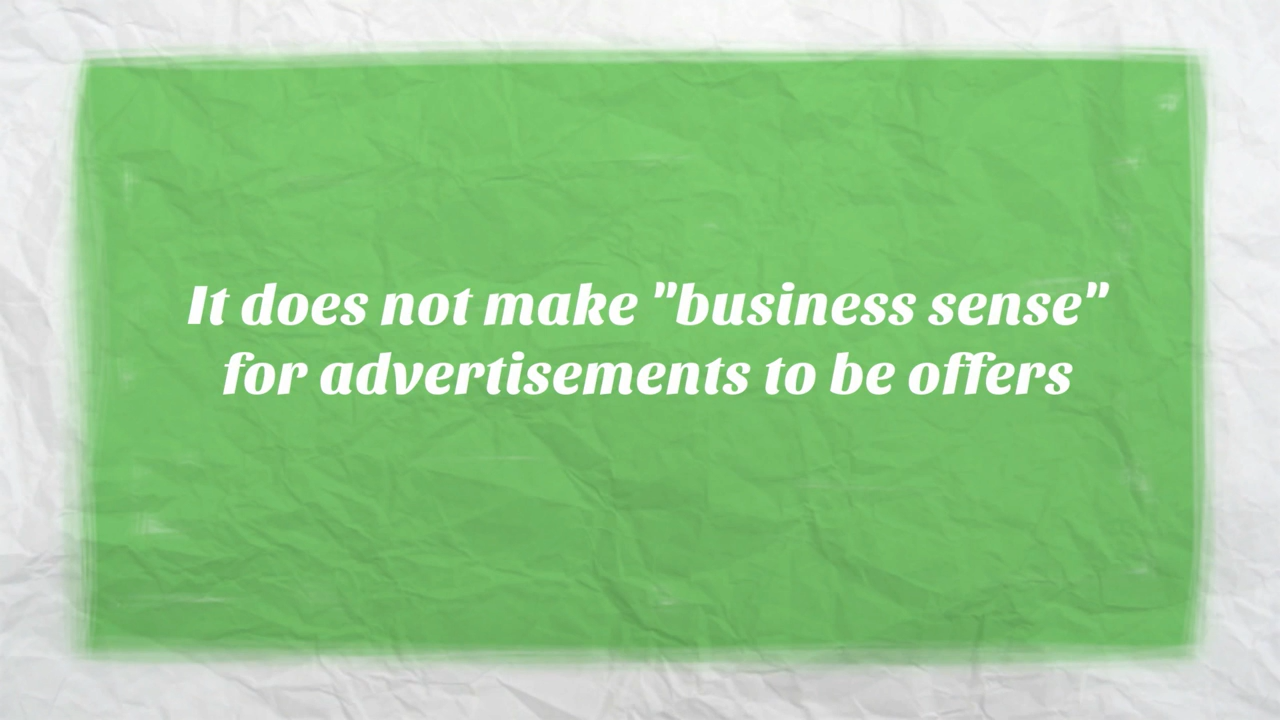 It does not make "business sense"
for advertisements to be offers